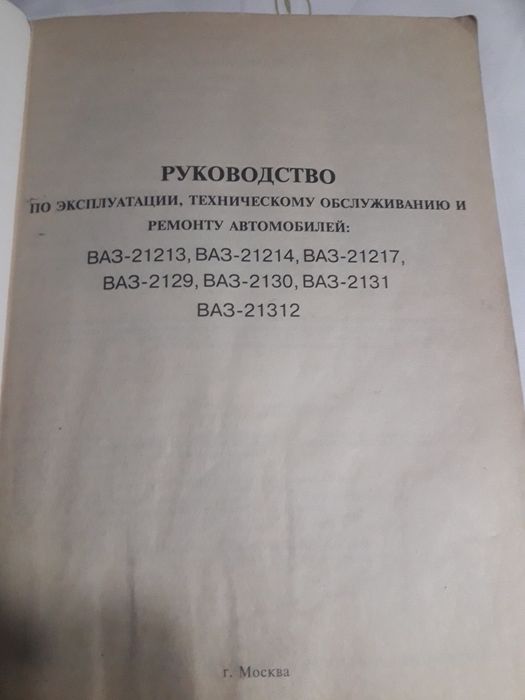 РУКОВОДСТВО
ПО ЭКСПЛУАТАЦИИ, ТЕХНИЧЕСКОМУ ОБСЛУЖИВАНИЮ И
РЕМОНТУ АВТОМОБИЛЕЙ:
ВАЗ-21213, ВАЗ-21214, ВАЗ-21217,
ВАЗ-2129, ВАЗ-2130, ВАЗ-2131
ВАЗ-21312
г. Москва